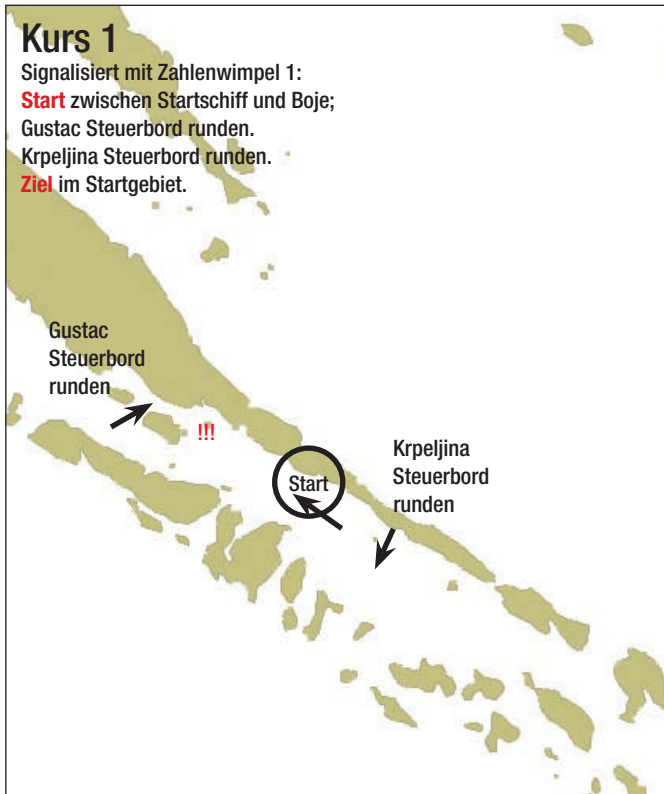 Kurs 1
Signalisiert mit Zahlenwimpel 1:
Start zwischen Startschiff und Boje;
Gustac Steuerbord runden.
Krpeljina Steuerbord runden.
Ziel im Startgebiet.
Gustac
Steuerbord
runden
!!!
Start
Krpeljina
Steuerbord
runden